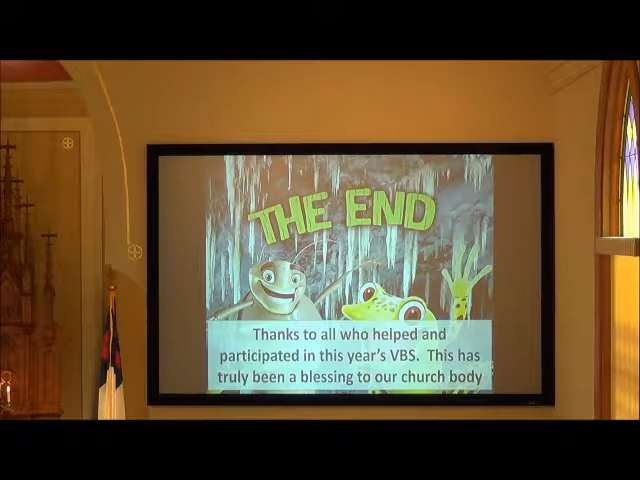 THE END
Thanks to all who helped and
participated in this year's VBS. This has
truly been a blessing to our church body